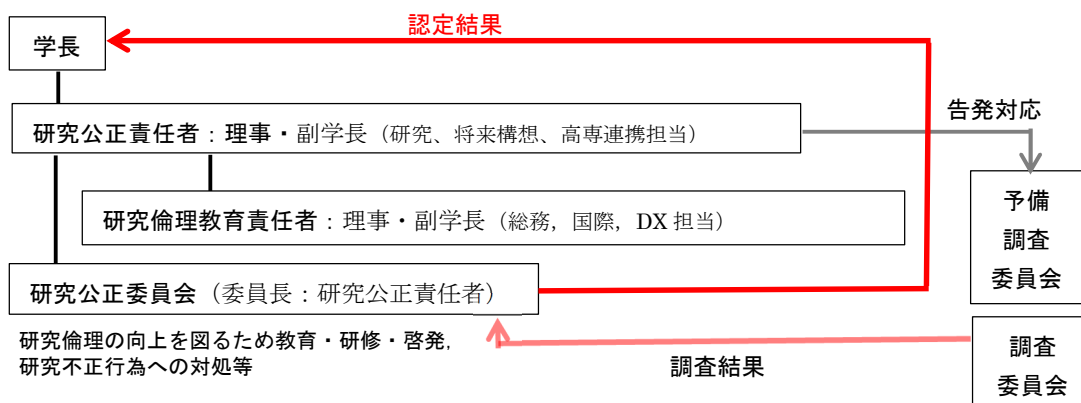 認定結果
学長
告発対応
研究公正責任者：理事・副学長（研究、将来構想、高専連携担当）
予備
調査
委員会
研究倫理教育責任者：理事・副学長（総務，国際，DX 担当）
研究公正委員会（委員長：研究公正責任者）
研究倫理の向上を図るため教育・研修・啓発，
研究不正行為への対処等
調査結果
調査
委員会